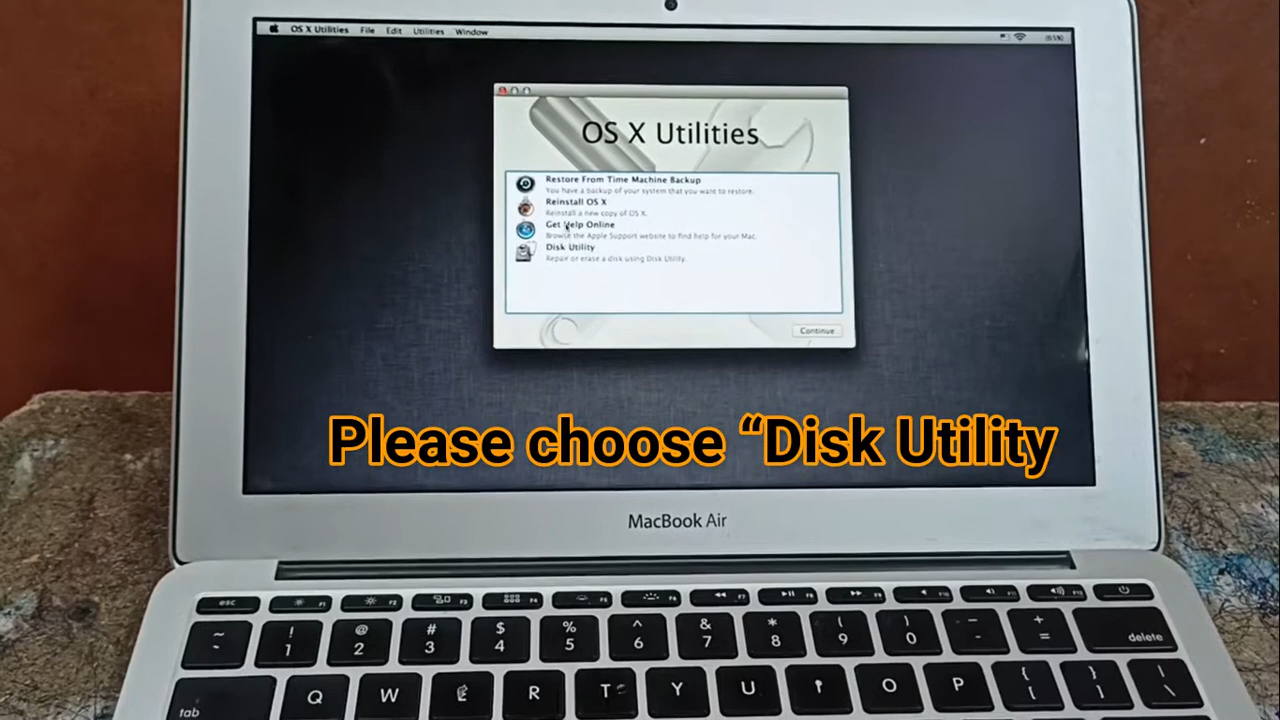 OS X Utilities File Edit Utilities Window
OS X Utilities
Restore From Time Machine Backup
You have a backup of your system that you want to restore.
Reinstall OS X
Reinstall a new copy of OS X.
Get Help Online
Browse the Apple Support website to find help for your Mac.
Disk Utility
Repair or erase a disk using Disk Utility.
Continue
Please choose “Disk Utility
MacBook Air
esc F1 F2 F3 F4 F5 F6 F7 F8 F9 F10 F11 F12
~ ! @ # $ % ^ & * ( ) - +
` 1 2 3 4 5 6 7 8 9 0 - = delete
tab Q W E R T Y U O P { [ } ] | \